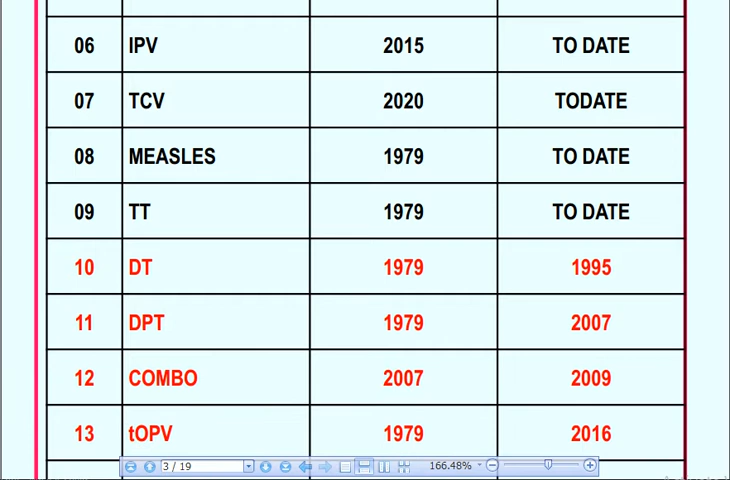 06 IPV 2015 TO DATE
07 TCV 2020 TODATE
08 MEASLES 1979 TO DATE
09 TT 1979 TO DATE
10 DT 1979 1995
11 DPT 1979 2007
12 COMBO 2007 2009
13 tOPV 1979 2016
3 / 19 166.48%